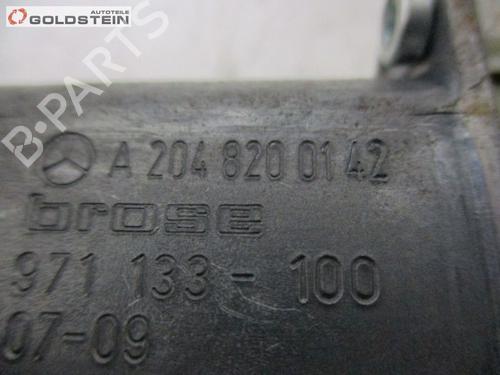 AUTOTEILE
GOLDSTEIN
B-PARTS
A 204 820 01 42
brose
971 133-100
07-09